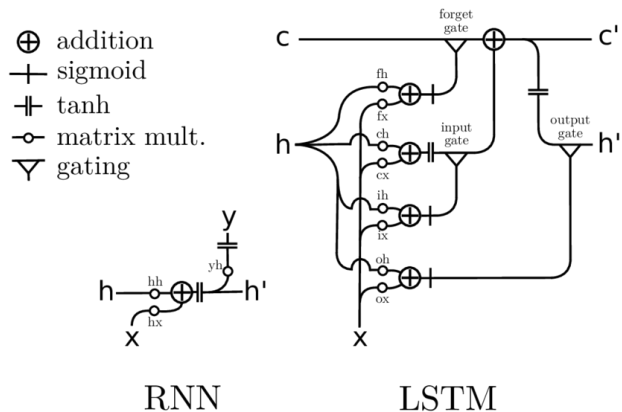 addition
sigmoid
tanh
matrix mult.
gating
y
yh
h
hh
h'
hx
x
RNN
forget
gate
c
c'
fh
fx
h
ch
input
gate
output
gate
h'
cx
ih
ix
oh
ox
x
LSTM